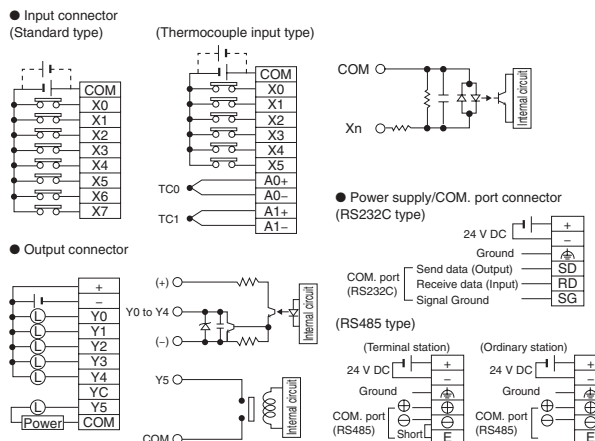 ● Input connector
(Standard type)
COM
X0
X1
X2
X3
X4
X5
X6
X7
(Thermocouple input type)
COM
X0
X1
X2
X3
X4
X5
TC0
A0+
A0−
TC1
A1+
A1−
COM
Xn
Internal circuit
● Output connector
+
−
L
Y0
L
Y1
L
Y2
L
Y3
L
Y4
YC
L
Y5
Power
COM
(+)
Y0 to Y4
(−)
Internal circuit
Y5
COM
Internal circuit
● Power supply/COM. port connector
(RS232C type)
24 V DC
+
−
Ground
COM. port
(RS232C)
Send data (Output)
SD
Receive data (Input)
RD
Signal Ground
SG
(RS485 type)
(Terminal station)
24 V DC
+
−
Ground
COM. port
(RS485)
⊕
⊕
⊖
⊖
Short
E
(Ordinary station)
24 V DC
+
−
Ground
COM. port
(RS485)
⊕
⊕
⊖
⊖
E